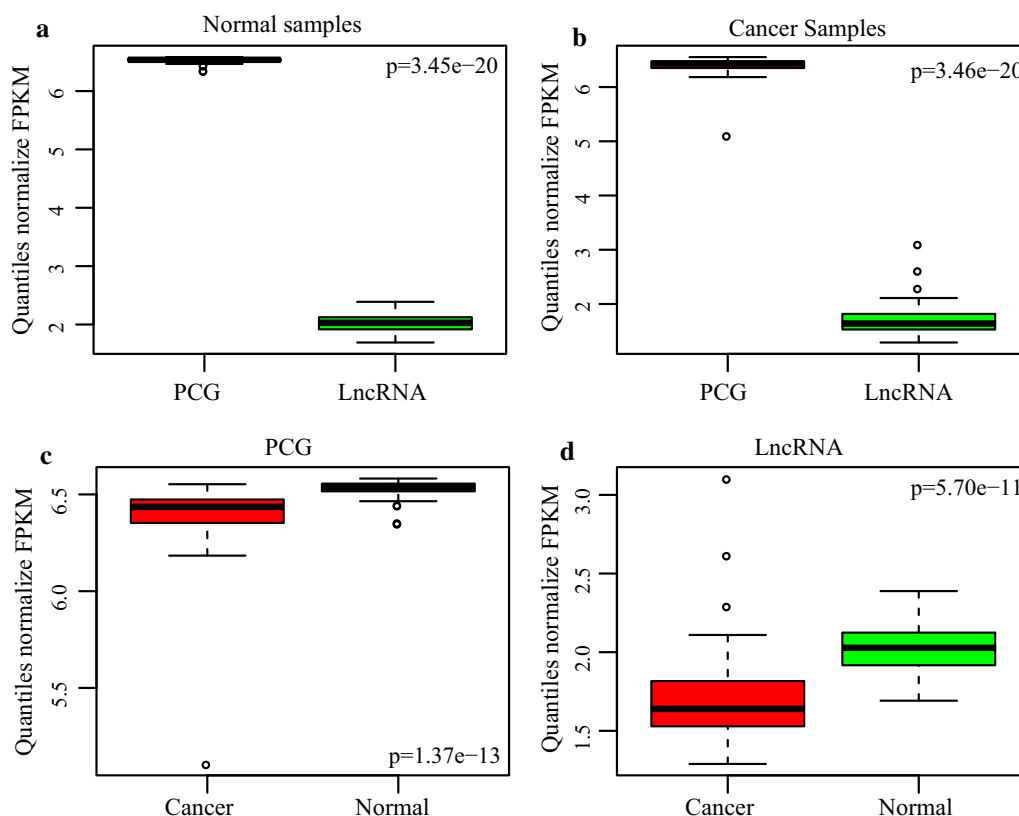 a
Normal samples
p=3.45e−20
Quantiles normalize FPKM
6
5
4
3
2
PCG
LncRNA
b
Cancer Samples
p=3.46e−20
Quantiles normalize FPKM
6
5
4
3
2
PCG
LncRNA
c
PCG
Quantiles normalize FPKM
6.5
6.0
5.5
p=1.37e−13
Cancer
Normal
d
LncRNA
p=5.70e−11
Quantiles normalize FPKM
3.0
2.5
2.0
1.5
Cancer
Normal